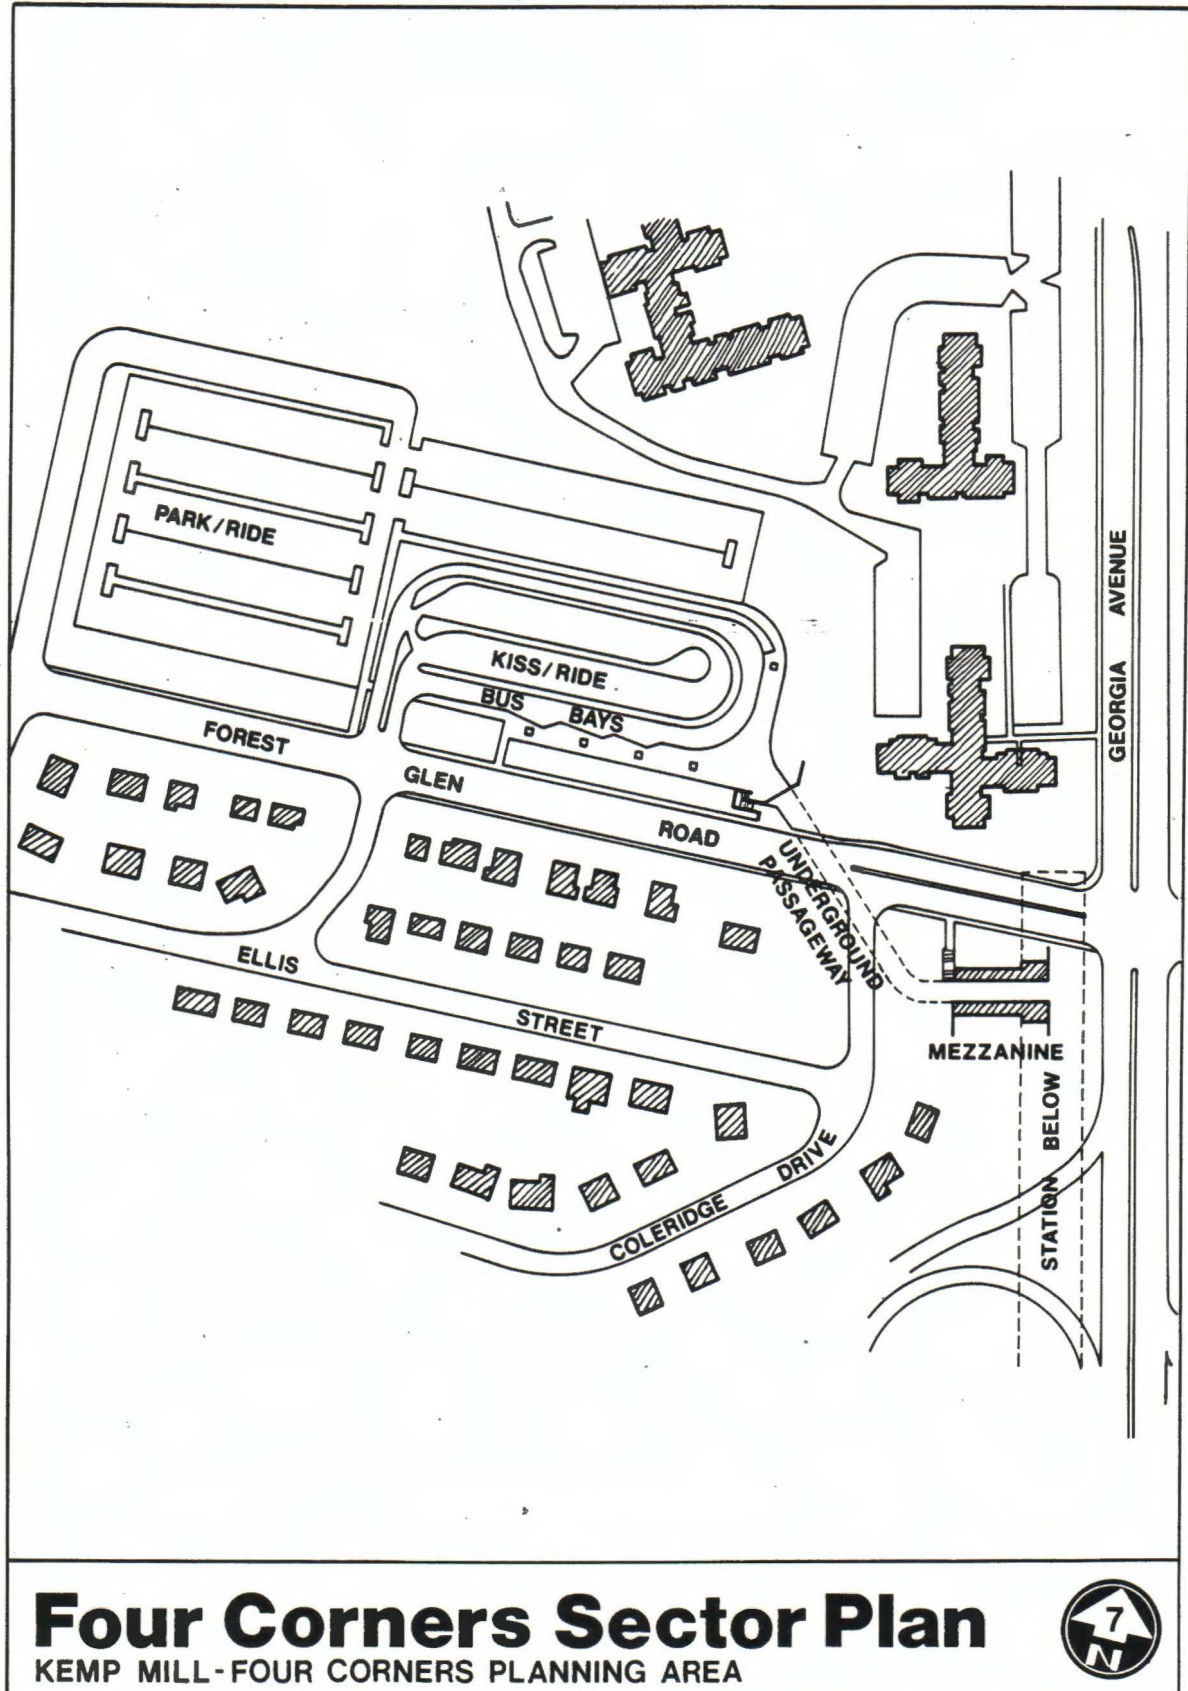 PARK/RIDE
KISS/RIDE
BUS BAYS
FOREST GLEN ROAD
GEORGIA AVENUE
UNDERGROUND
PASSAGEWAY
ELLIS STREET
MEZZANINE
STATION BELOW
COLERIDGE DRIVE
Four Corners Sector Plan
KEMP MILL-FOUR CORNERS PLANNING AREA
7
N